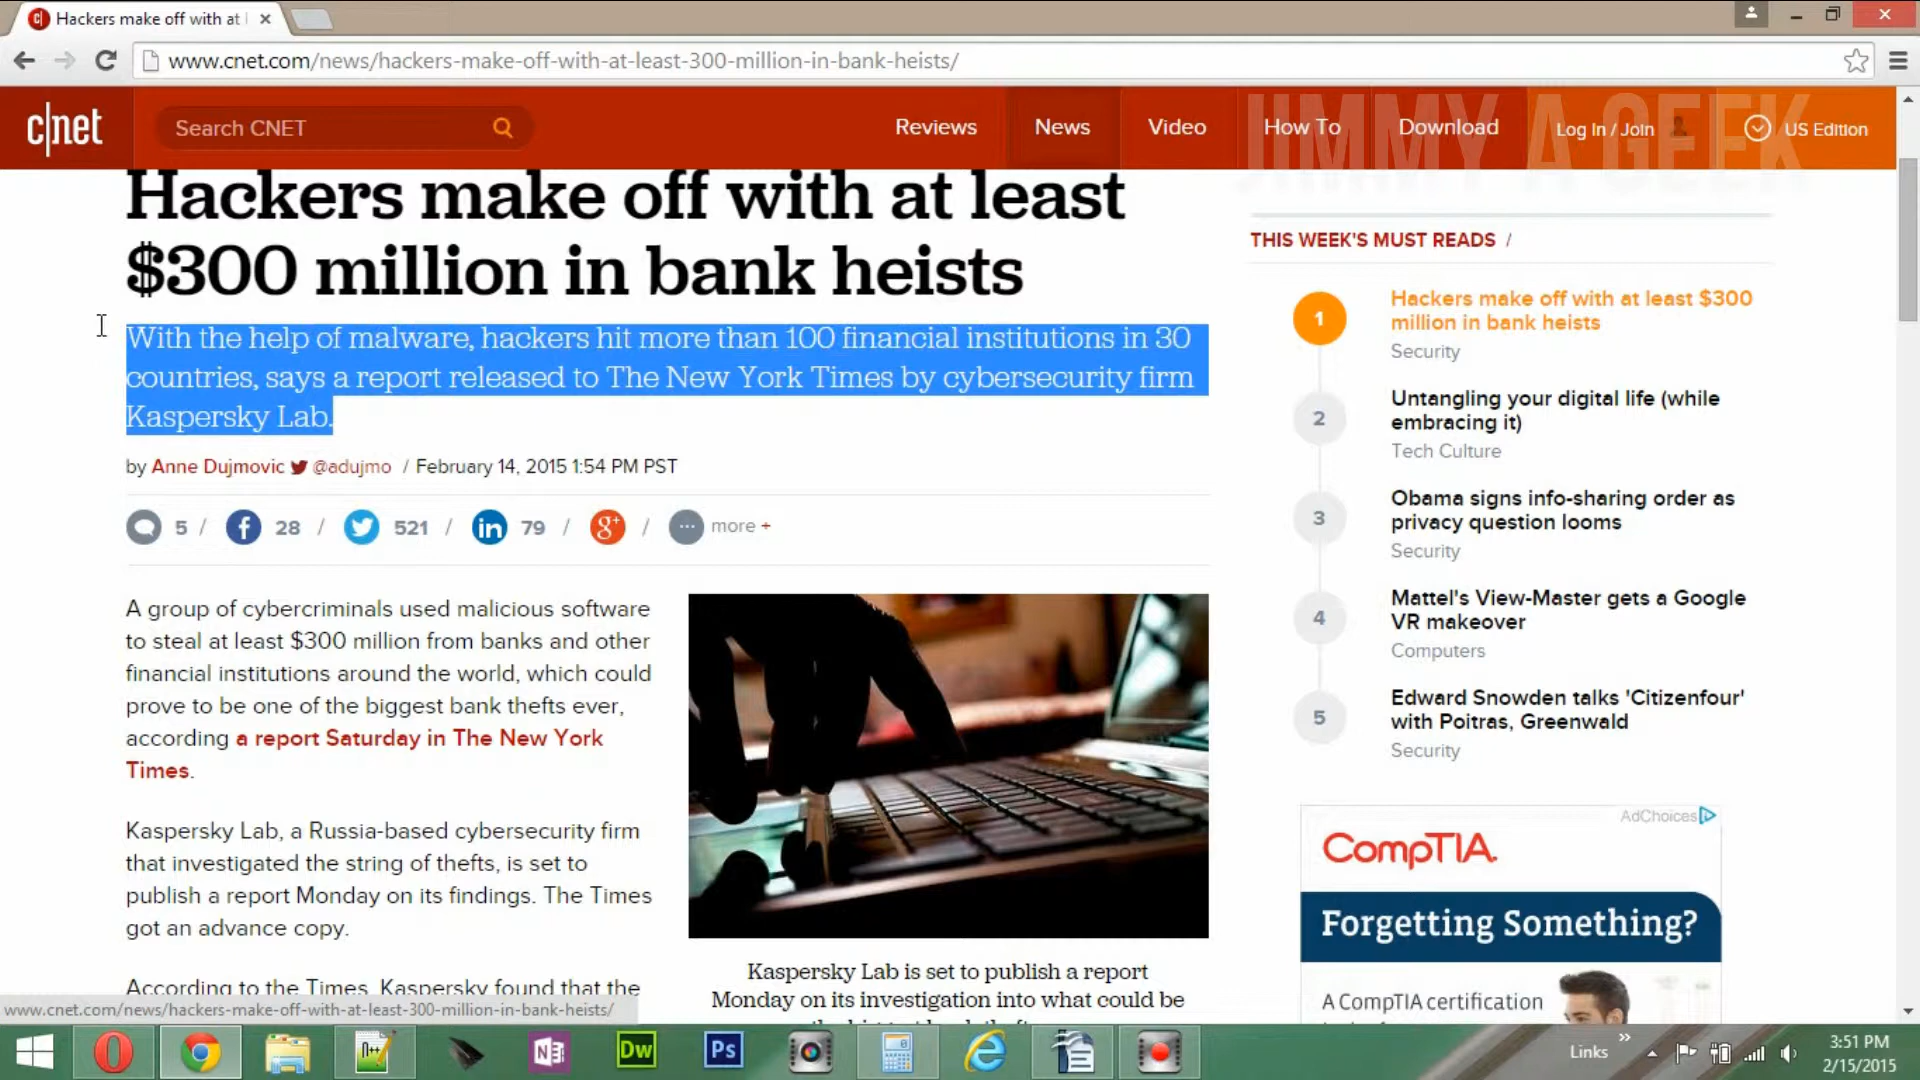 Hackers make off with at
www.cnet.com/news/hackers-make-off-with-at-least-300-million-in-bank-heists/
c|net
Search CNET
Reviews
News
Video
How To
Download
Log In / Join
US Edition
JIMMY A GEEK
Hackers make off with at least
$300 million in bank heists
With the help of malware, hackers hit more than 100 financial institutions in 30
countries, says a report released to The New York Times by cybersecurity firm
Kaspersky Lab.
by Anne Dujmovic @adujmo / February 14, 2015 1:54 PM PST
5 / f 28 / 521 / in 79 / g+ / ... more +
A group of cybercriminals used malicious software
to steal at least $300 million from banks and other
financial institutions around the world, which could
prove to be one of the biggest bank thefts ever,
according a report Saturday in The New York
Times.
Kaspersky Lab, a Russia-based cybersecurity firm
that investigated the string of thefts, is set to
publish a report Monday on its findings. The Times
got an advance copy.
According to the Times, Kaspersky found that the
Kaspersky Lab is set to publish a report
Monday on its investigation into what could be
THIS WEEK'S MUST READS /
1
Hackers make off with at least $300
million in bank heists
Security
2
Untangling your digital life (while
embracing it)
Tech Culture
3
Obama signs info-sharing order as
privacy question looms
Security
4
Mattel's View-Master gets a Google
VR makeover
Computers
5
Edward Snowden talks 'Citizenfour'
with Poitras, Greenwald
Security
AdChoices
CompTIA.
Forgetting Something?
A CompTIA certification
www.cnet.com/news/hackers-make-off-with-at-least-300-million-in-bank-heists/
N
Dw
Ps
Links
3:51 PM
2/15/2015